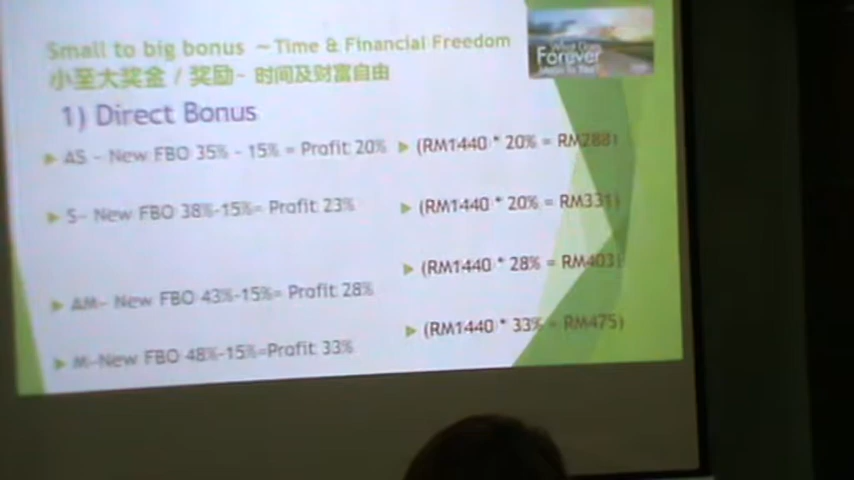 Small to big bonus ~Time & Financial Freedom
小至大奖金 / 奖励- 时间及财富自由
Forever
1) Direct Bonus
AS - New FBO 35% - 15% = Profit 20%
(RM1440 * 20% = RM288)
S- New FBO 38%-15%= Profit 23%
(RM1440 * 20% = RM331)
AM- New FBO 43%-15%= Profit 28%
(RM1440 * 28% = RM403)
M-New FBO 48%-15%=Profit 33%
(RM1440 * 33% = RM475)